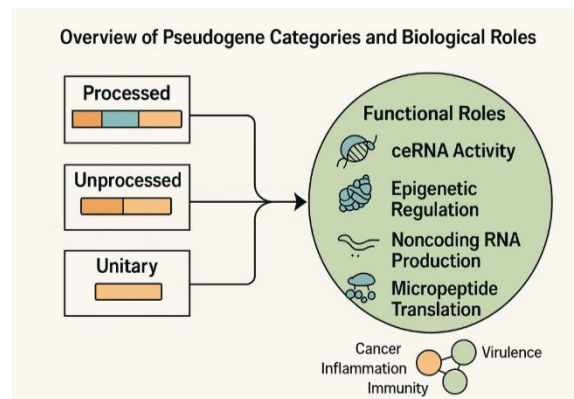 Overview of Pseudogene Categories and Biological Roles
Processed
Unprocessed
Unitary
Functional Roles
ceRNA Activity
Epigenetic
Regulation
Noncoding RNA
Production
Micropeptide
Translation
Cancer
Inflammation
Immunity
Virulence